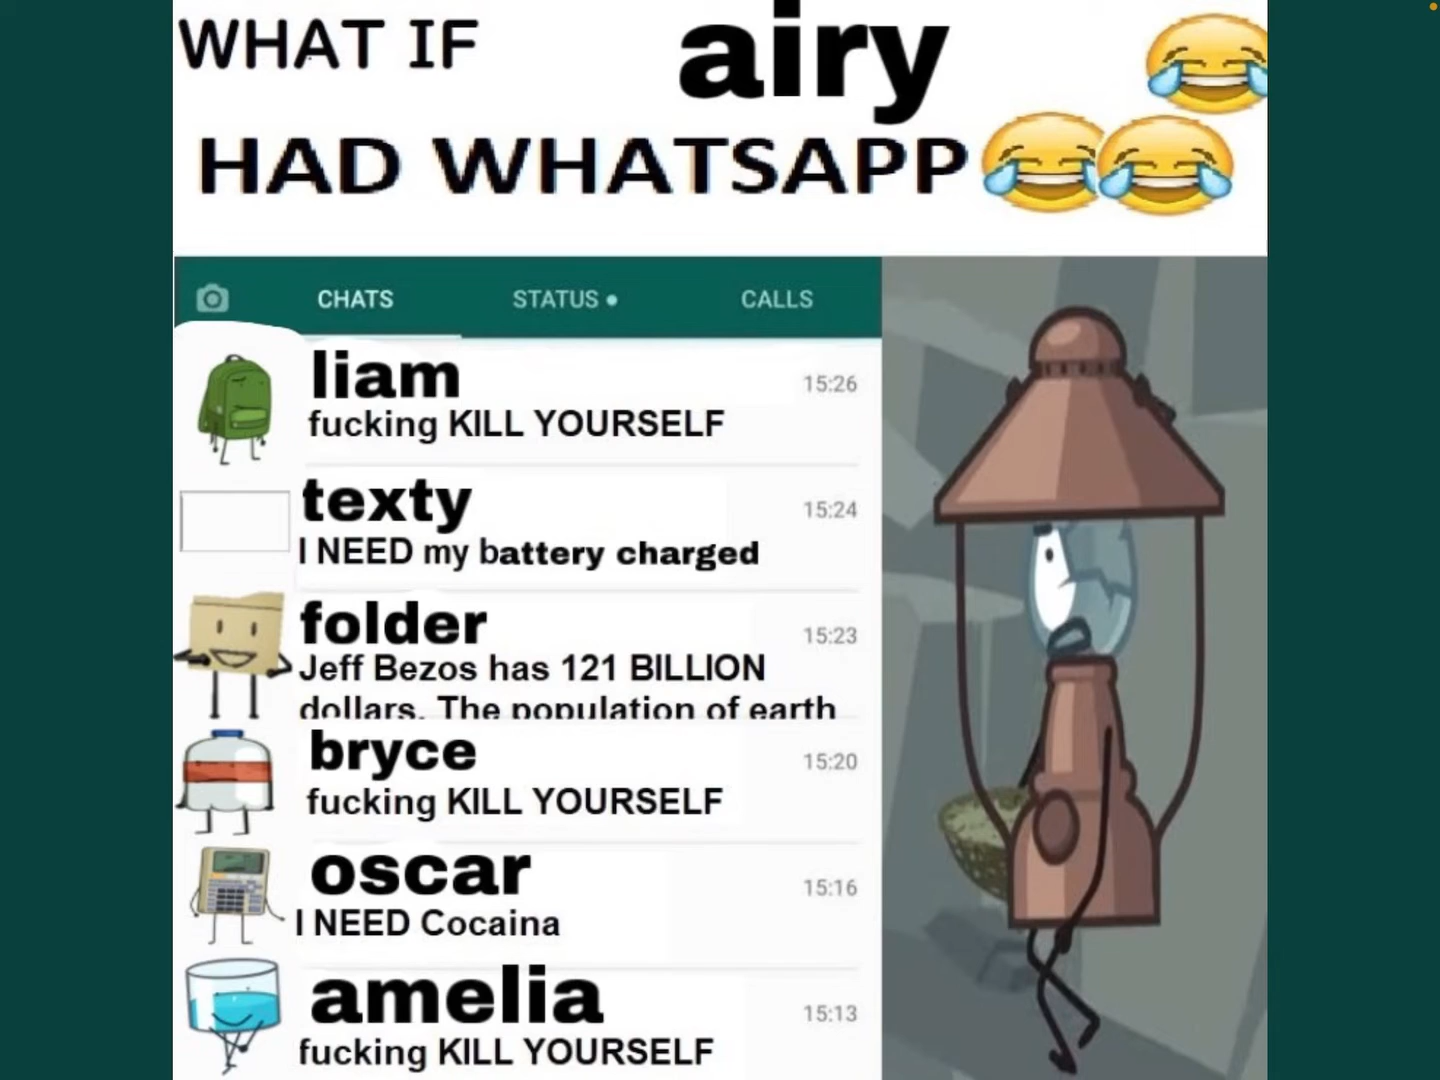 WHAT IF airy
HAD WHATSAPP
CHATS STATUS CALLS
liam 15:26
fucking KILL YOURSELF
texty 15:24
I NEED my battery charged
folder 15:23
Jeff Bezos has 121 BILLION
dollars. The population of earth
bryce 15:20
fucking KILL YOURSELF
oscar 15:16
I NEED Cocaina
amelia 15:13
fucking KILL YOURSELF